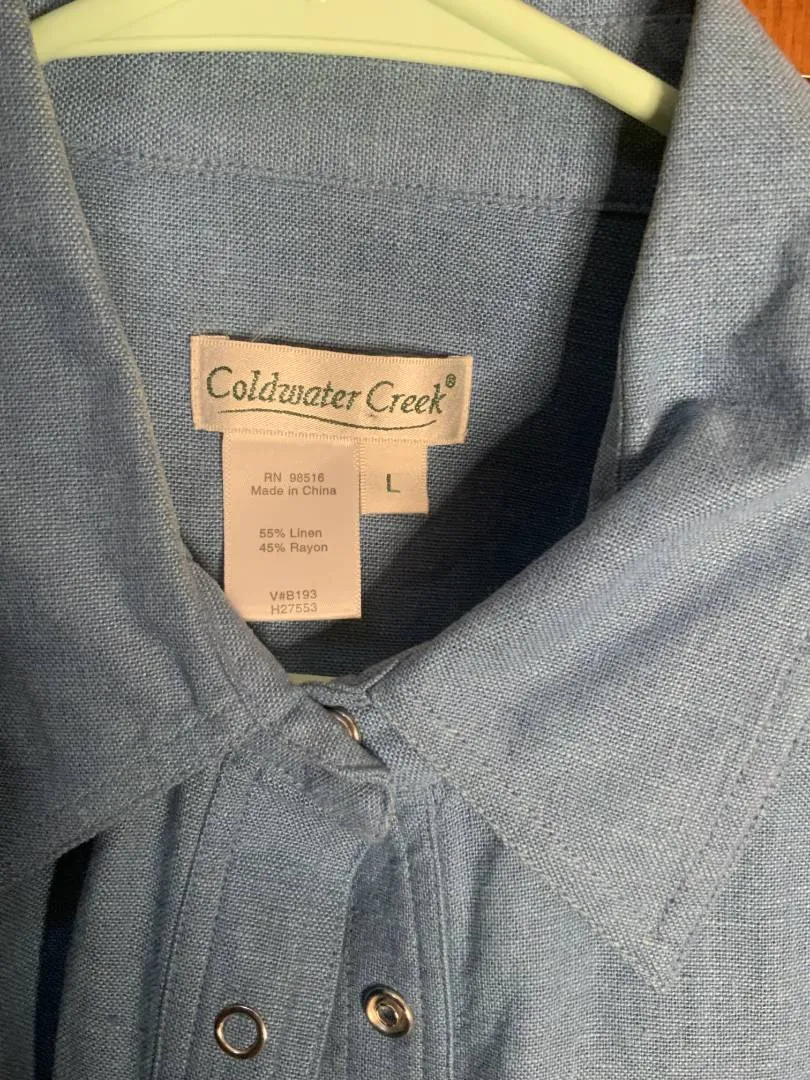 Coldwater Creek®
L
RN 98516
Made in China
55% Linen
45% Rayon
V#B193
H27553